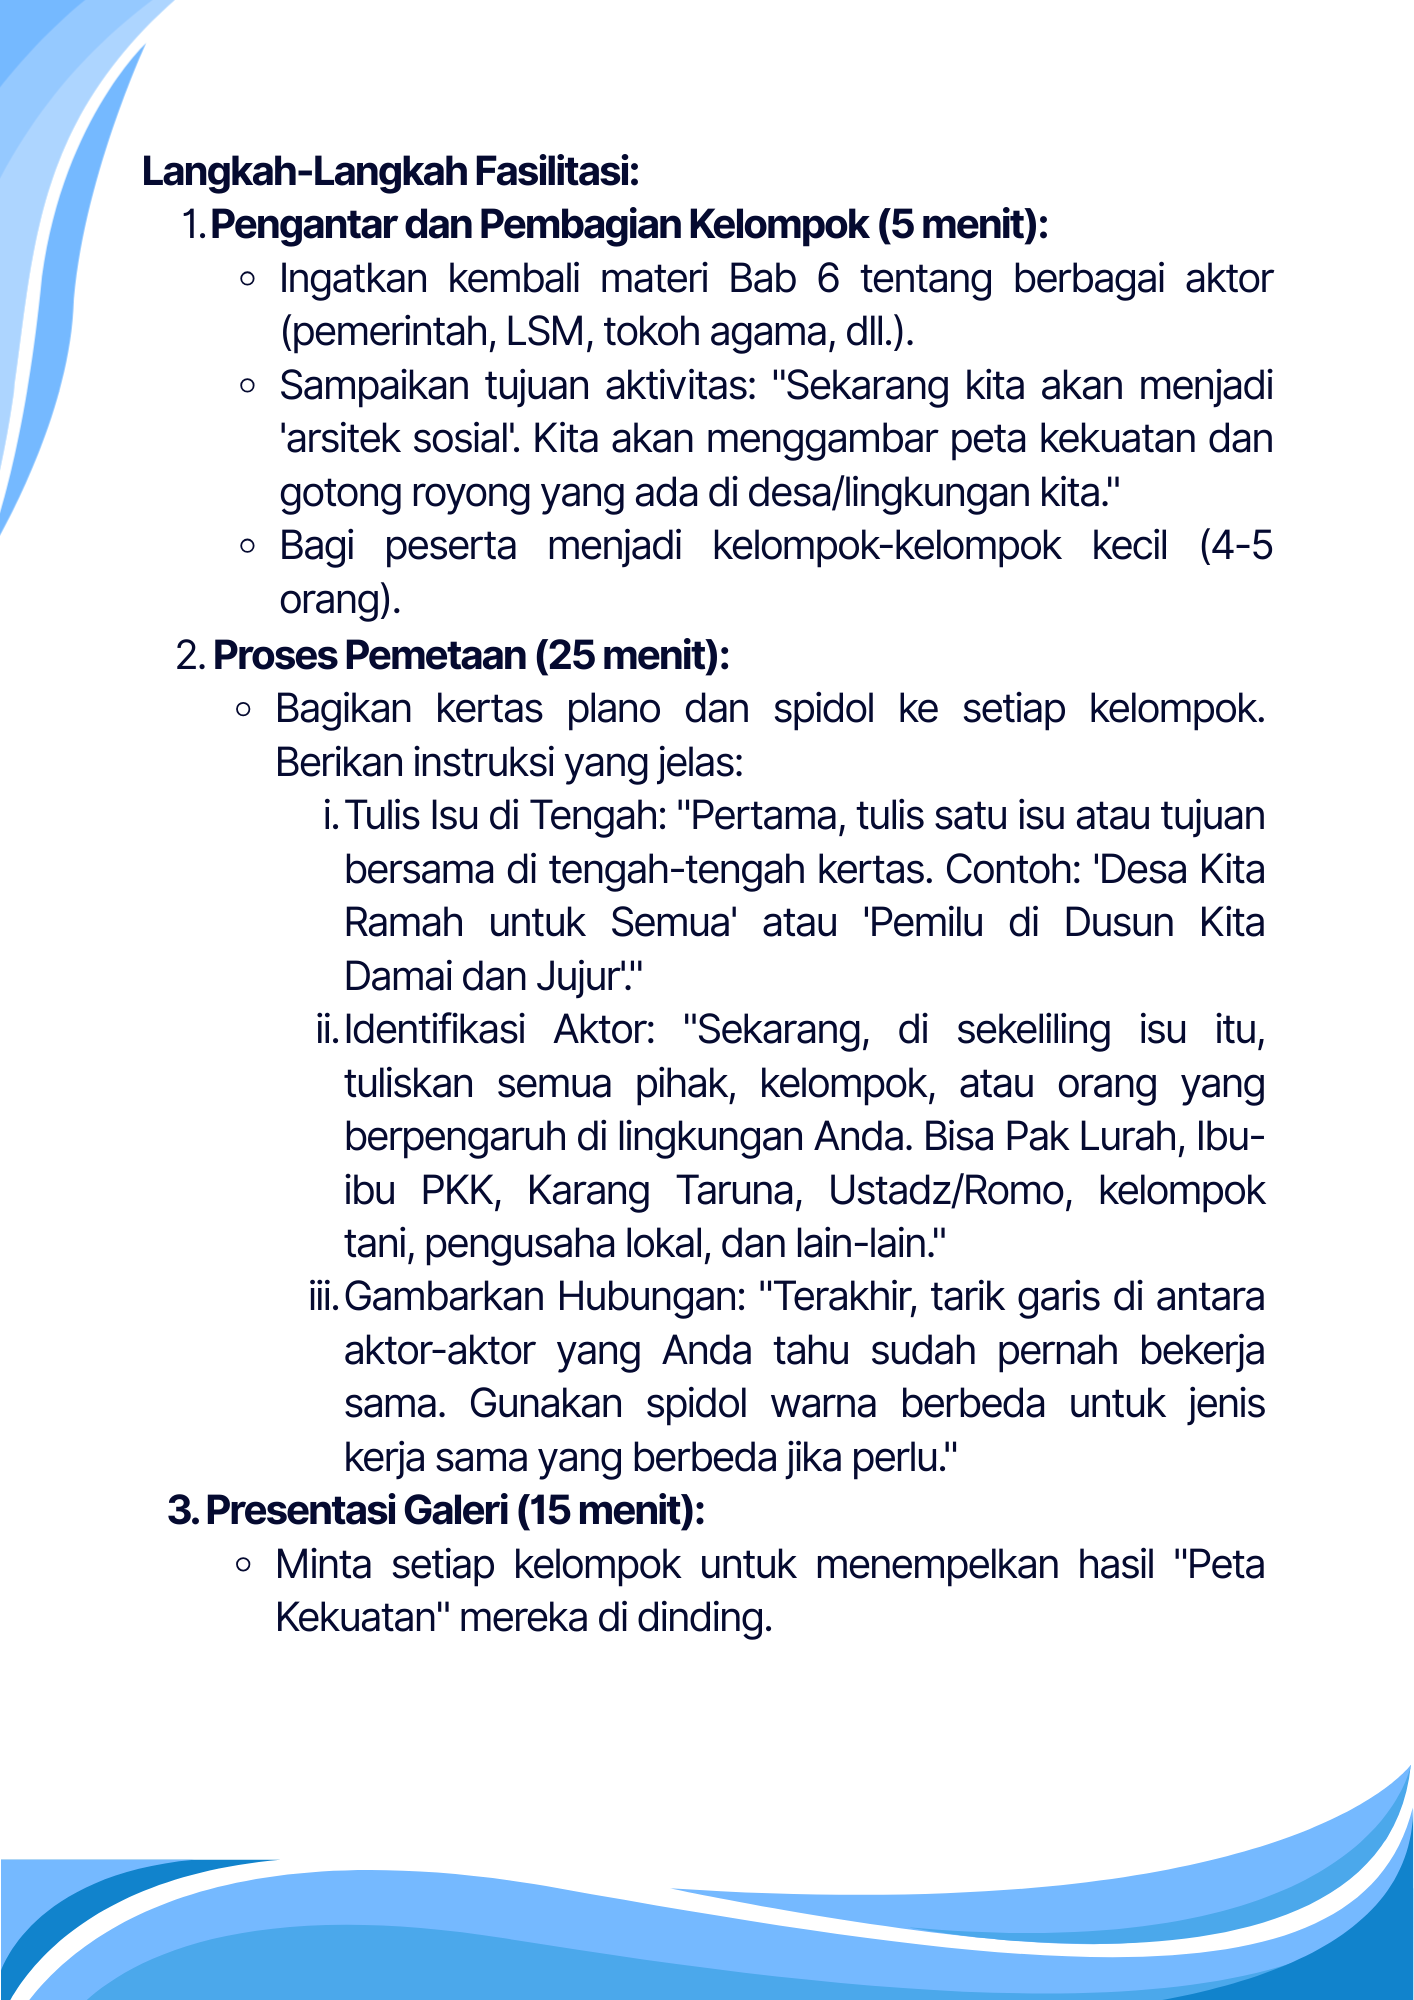 Langkah-Langkah Fasilitasi:
1. Pengantar dan Pembagian Kelompok (5 menit):
○ Ingatkan kembali materi Bab 6 tentang berbagai aktor
(pemerintah, LSM, tokoh agama, dll.).
○ Sampaikan tujuan aktivitas: "Sekarang kita akan menjadi
'arsitek sosial'. Kita akan menggambar peta kekuatan dan
gotong royong yang ada di desa/lingkungan kita."
○ Bagi peserta menjadi kelompok-kelompok kecil (4-5
orang).
2. Proses Pemetaan (25 menit):
○ Bagikan kertas plano dan spidol ke setiap kelompok.
Berikan instruksi yang jelas:
i. Tulis Isu di Tengah: "Pertama, tulis satu isu atau tujuan
bersama di tengah-tengah kertas. Contoh: 'Desa Kita
Ramah untuk Semua' atau 'Pemilu di Dusun Kita
Damai dan Jujur'."
ii. Identifikasi Aktor: "Sekarang, di sekeliling isu itu,
tuliskan semua pihak, kelompok, atau orang yang
berpengaruh di lingkungan Anda. Bisa Pak Lurah, Ibu-
ibu PKK, Karang Taruna, Ustadz/Romo, kelompok
tani, pengusaha lokal, dan lain-lain."
iii. Gambarkan Hubungan: "Terakhir, tarik garis di antara
aktor-aktor yang Anda tahu sudah pernah bekerja
sama. Gunakan spidol warna berbeda untuk jenis
kerja sama yang berbeda jika perlu."
3. Presentasi Galeri (15 menit):
○ Minta setiap kelompok untuk menempelkan hasil "Peta
Kekuatan" mereka di dinding.